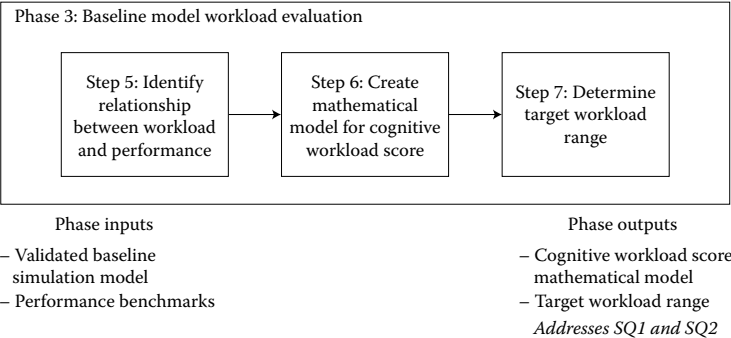 Phase 3: Baseline model workload evaluation
Step 5: Identify
relationship
between workload
and performance
Step 6: Create
mathematical
model for cognitive
workload score
Step 7: Determine
target workload
range
Phase inputs
– Validated baseline
simulation model
– Performance benchmarks
Phase outputs
– Cognitive workload score
mathematical model
– Target workload range
Addresses SQ1 and SQ2